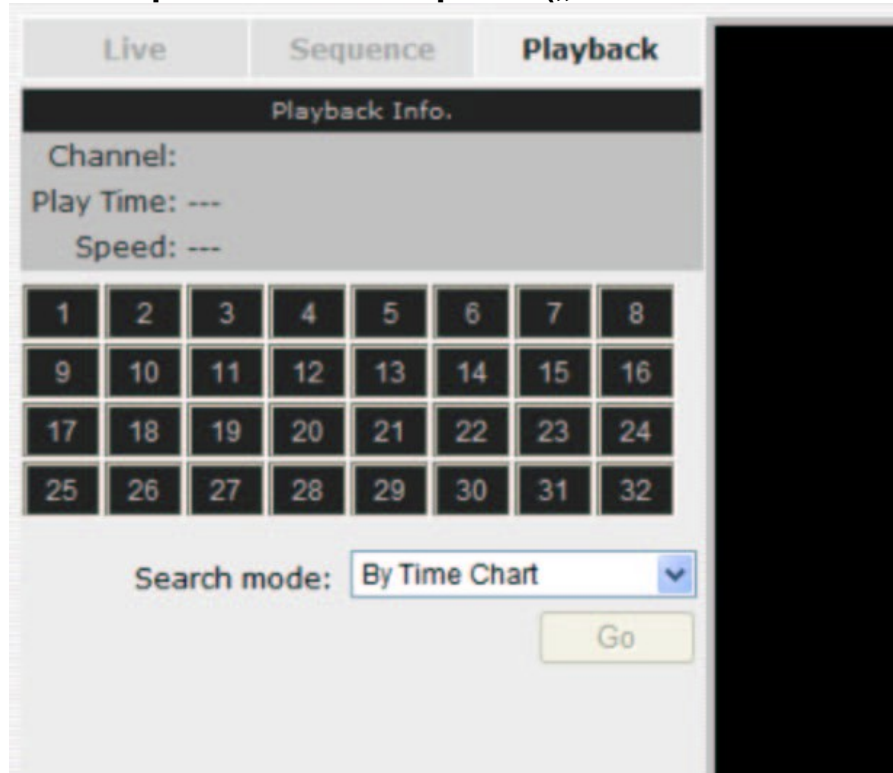 Live Sequence Playback
Playback Info.
Channel:
Play Time: ---
Speed: ---
1 2 3 4 5 6 7 8
9 10 11 12 13 14 15 16
17 18 19 20 21 22 23 24
25 26 27 28 29 30 31 32
Search mode: By Time Chart
Go